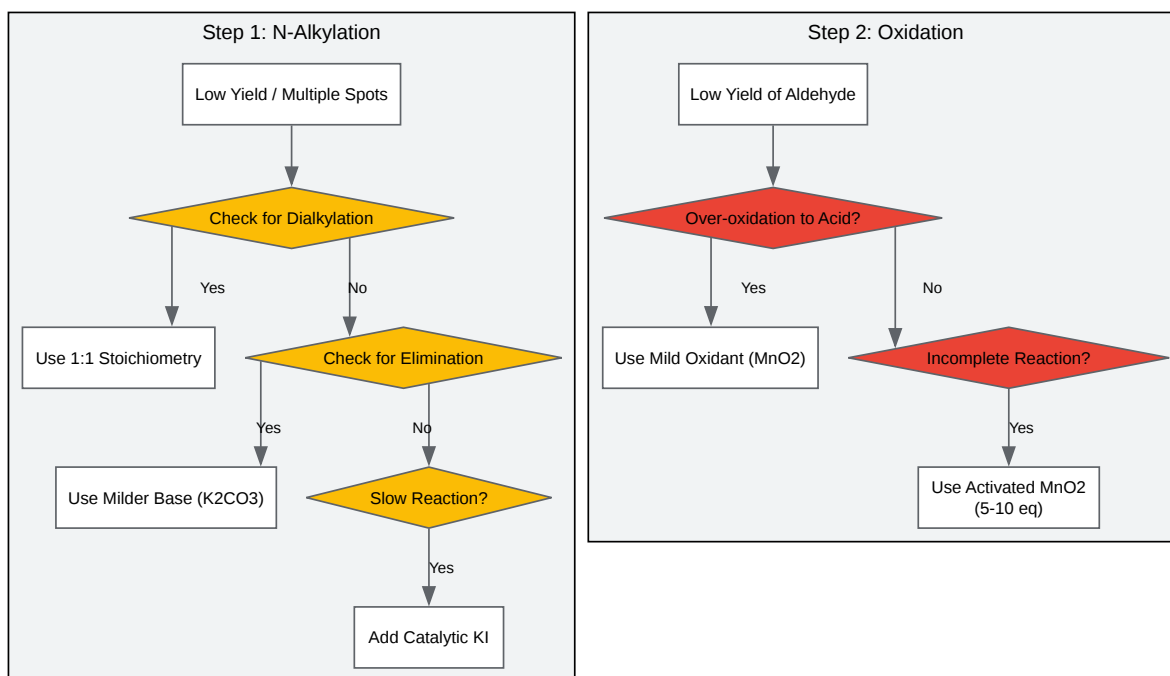 Step 1: N-Alkylation
Low Yield / Multiple Spots
Check for Dialkylation
Yes
No
Use 1:1 Stoichiometry
Check for Elimination
Yes
No
Use Milder Base (K2CO3)
Slow Reaction?
Yes
Add Catalytic KI
Step 2: Oxidation
Low Yield of Aldehyde
Over-oxidation to Acid?
Yes
No
Use Mild Oxidant (MnO2)
Incomplete Reaction?
Yes
Use Activated MnO2
(5-10 eq)